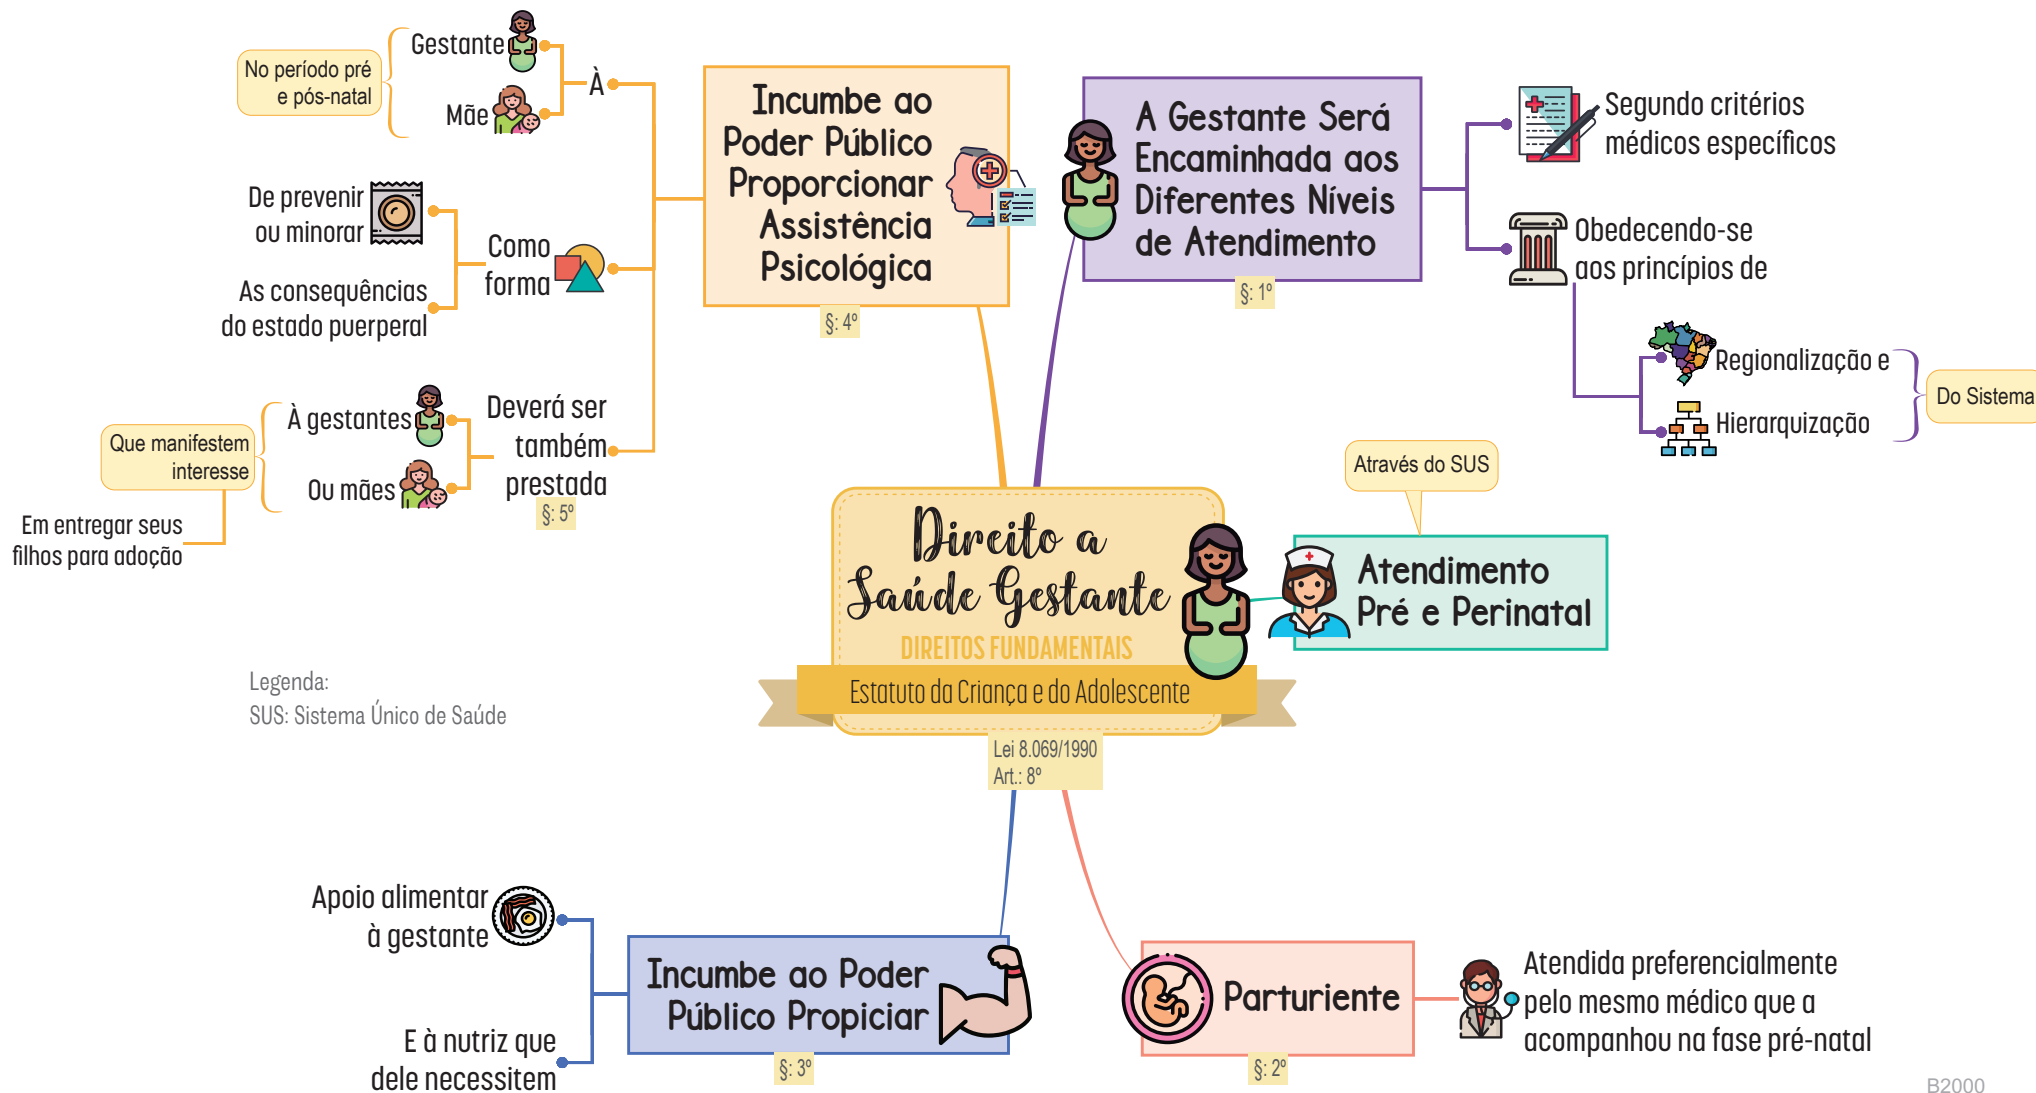 Direito a
Saúde Gestante
DIREITOS FUNDAMENTAIS
Estatuto da Criança e do Adolescente
Lei 8.069/1990
Art.: 8º
A Gestante Será
Encaminhada aos
Diferentes Níveis
de Atendimento
§: 1º
Segundo critérios
médicos específicos
Obedecendo-se
aos princípios de
Regionalização e
Hierarquização
Do Sistema
Através do SUS
Atendimento
Pré e Perinatal
Parturiente
§: 2º
Atendida preferencialmente
pelo mesmo médico que a
acompanhou na fase pré-natal
Incumbe ao Poder
Público Propiciar
§: 3º
Apoio alimentar
à gestante
E à nutriz que
dele necessitem
Incumbe ao
Poder Público
Proporcionar
Assistência
Psicológica
§: 4º
À
Gestante
Mãe
No período pré
e pós-natal
Como
forma
De prevenir
ou minorar
As consequências
do estado puerperal
Deverá ser
também
prestada
§: 5º
À gestantes
Ou mães
Que manifestem
interesse
Em entregar seus
filhos para adoção
Legenda:
SUS: Sistema Único de Saúde
B2000